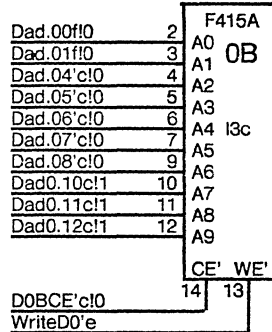 F415A
0B
I3c
Dad.00f!0 2 A0
Dad.01f!0 3 A1
Dad.04'c!0 4 A2
Dad.05'c!0 5 A3
Dad.06'c!0 6 A4
Dad.07'c!0 7 A5
Dad.08'c!0 9 A6
Dad0.10c!1 10 A7
Dad0.11c!1 11 A8
Dad0.12c!1 12 A9
CE' WE'
14 13
D0BCE'c!0
WriteD0'e